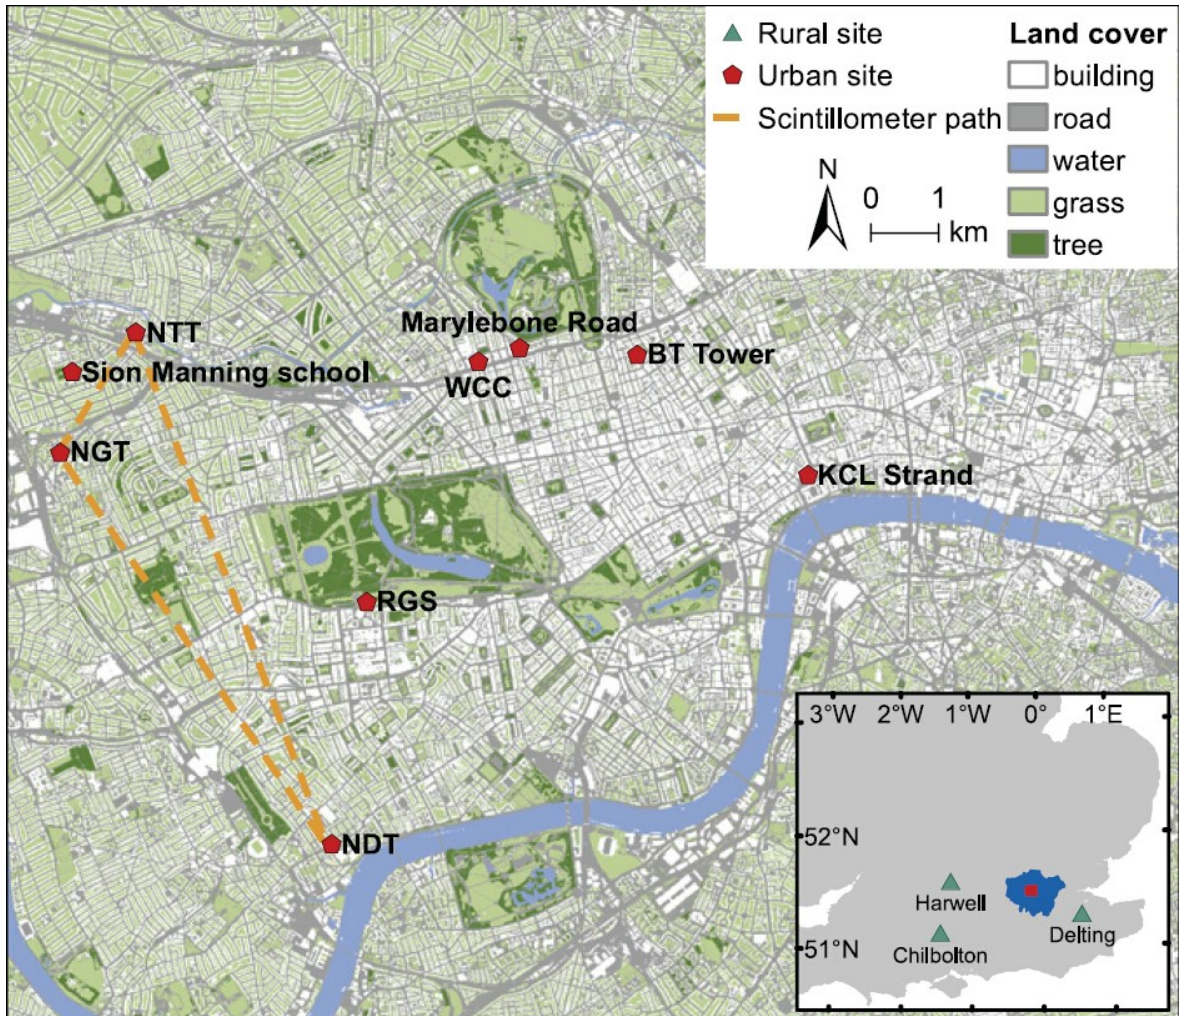 Rural site
Urban site
Scintillometer path
N
0 1
km
Land cover
building
road
water
grass
tree
NTT
Sion Manning school
Marylebone Road
WCC
BT Tower
NGT
KCL Strand
RGS
NDT
3°W 2°W 1°W 0° 1°E
52°N
51°N
Harwell
Chilbolton
Delting